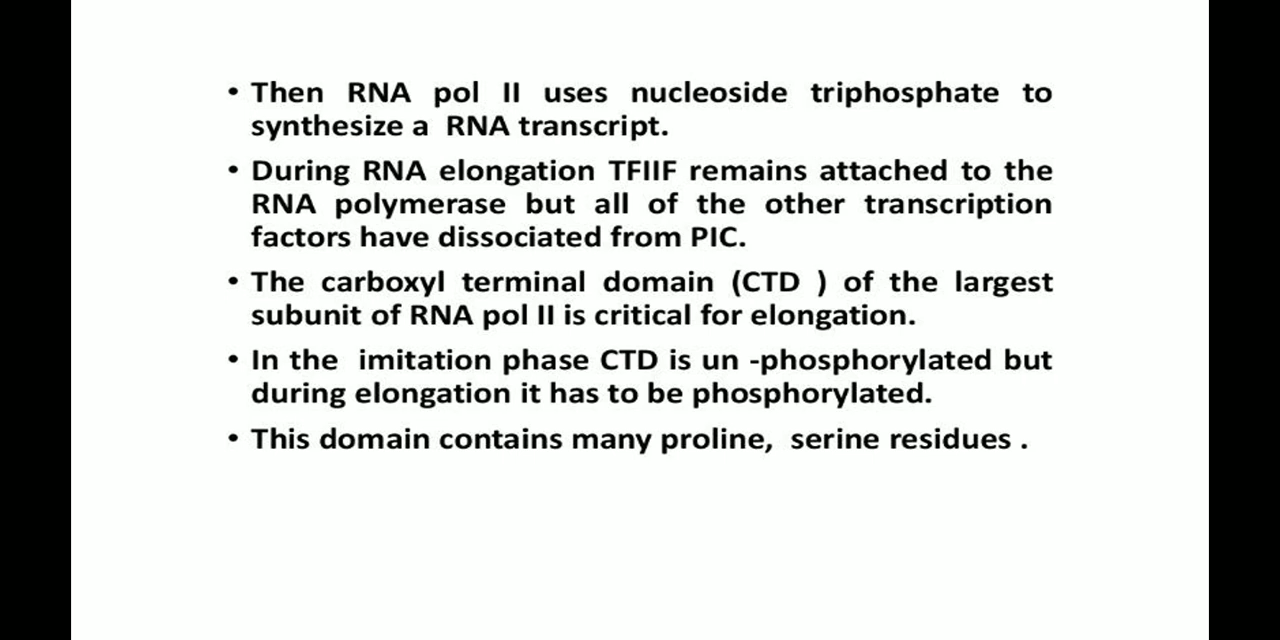 • Then RNA pol II uses nucleoside triphosphate to
synthesize a RNA transcript.
• During RNA elongation TFIIF remains attached to the
RNA polymerase but all of the other transcription
factors have dissociated from PIC.
• The carboxyl terminal domain (CTD ) of the largest
subunit of RNA pol II is critical for elongation.
• In the imitation phase CTD is un -phosphorylated but
during elongation it has to be phosphorylated.
• This domain contains many proline, serine residues .